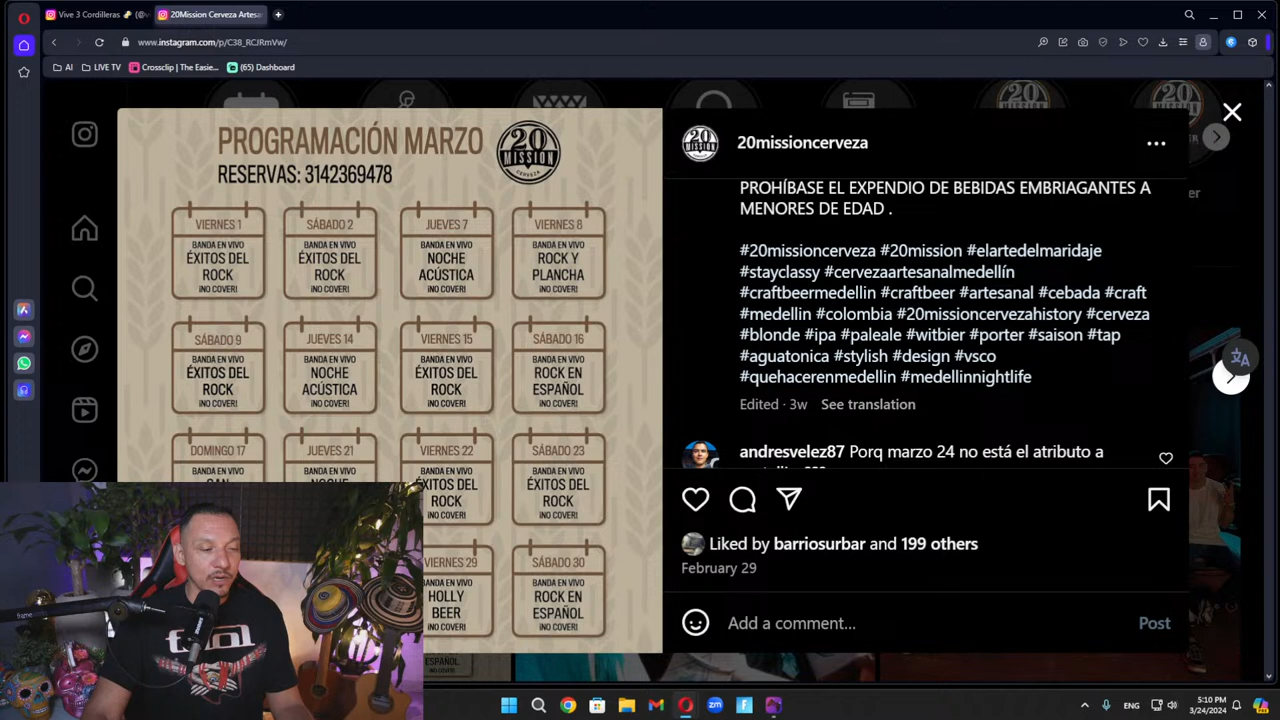 Vive 3 Cordilleras
20Mission Cerveza Artesa
www.instagram.com/p/C38_RCJRmVw/
AI
LIVE TV
Crossclip | The Easie...
(65) Dashboard
PROGRAMACIÓN MARZO
RESERVAS: 3142369478
20
MISSION
CERVEZA
VIERNES 1
BANDA EN VIVO
ÉXITOS DEL
ROCK
¡NO COVER!
SÁBADO 2
BANDA EN VIVO
ÉXITOS DEL
ROCK
¡NO COVER!
JUEVES 7
BANDA EN VIVO
NOCHE
ACÚSTICA
¡NO COVER!
VIERNES 8
BANDA EN VIVO
ROCK Y
PLANCHA
¡NO COVER!
SÁBADO 9
BANDA EN VIVO
ÉXITOS DEL
ROCK
¡NO COVER!
JUEVES 14
BANDA EN VIVO
NOCHE
ACÚSTICA
¡NO COVER!
VIERNES 15
BANDA EN VIVO
ÉXITOS DEL
ROCK
¡NO COVER!
SÁBADO 16
BANDA EN VIVO
ROCK EN
ESPAÑOL
¡NO COVER!
DOMINGO 17
BANDA EN VIVO
SAN
JUEVES 21
BANDA EN VIVO
NOCHE
VIERNES 22
BANDA EN VIVO
ÉXITOS DEL
ROCK
¡NO COVER!
SÁBADO 23
BANDA EN VIVO
ÉXITOS DEL
ROCK
¡NO COVER!
VIERNES 29
BANDA EN VIVO
HOLLY
BEER
¡NO COVER!
SÁBADO 30
BANDA EN VIVO
ROCK EN
ESPAÑOL
¡NO COVER!
20
MISSION
20missioncerveza
PROHÍBASE EL EXPENDIO DE BEBIDAS EMBRIAGANTES A
MENORES DE EDAD .
#20missioncerveza #20mission #elartedelmaridaje
#stayclassy #cervezaartesanalmedellín
#craftbeermedellin #craftbeer #artesanal #cebada #craft
#medellin #colombia #20missioncervezahistory #cerveza
#blonde #ipa #paleale #witbier #porter #saison #tap
#aguatonica #stylish #design #vsco
#quehacerenmedellin #medellinnightlife
Edited · 3w See translation
andresvelez87 Porq marzo 24 no está el atributo a
Liked by barriosurbar and 199 others
February 29
Add a comment...
Post
frame
TOOL
ESPAÑOL
ENG
5:10 PM
3/24/2024